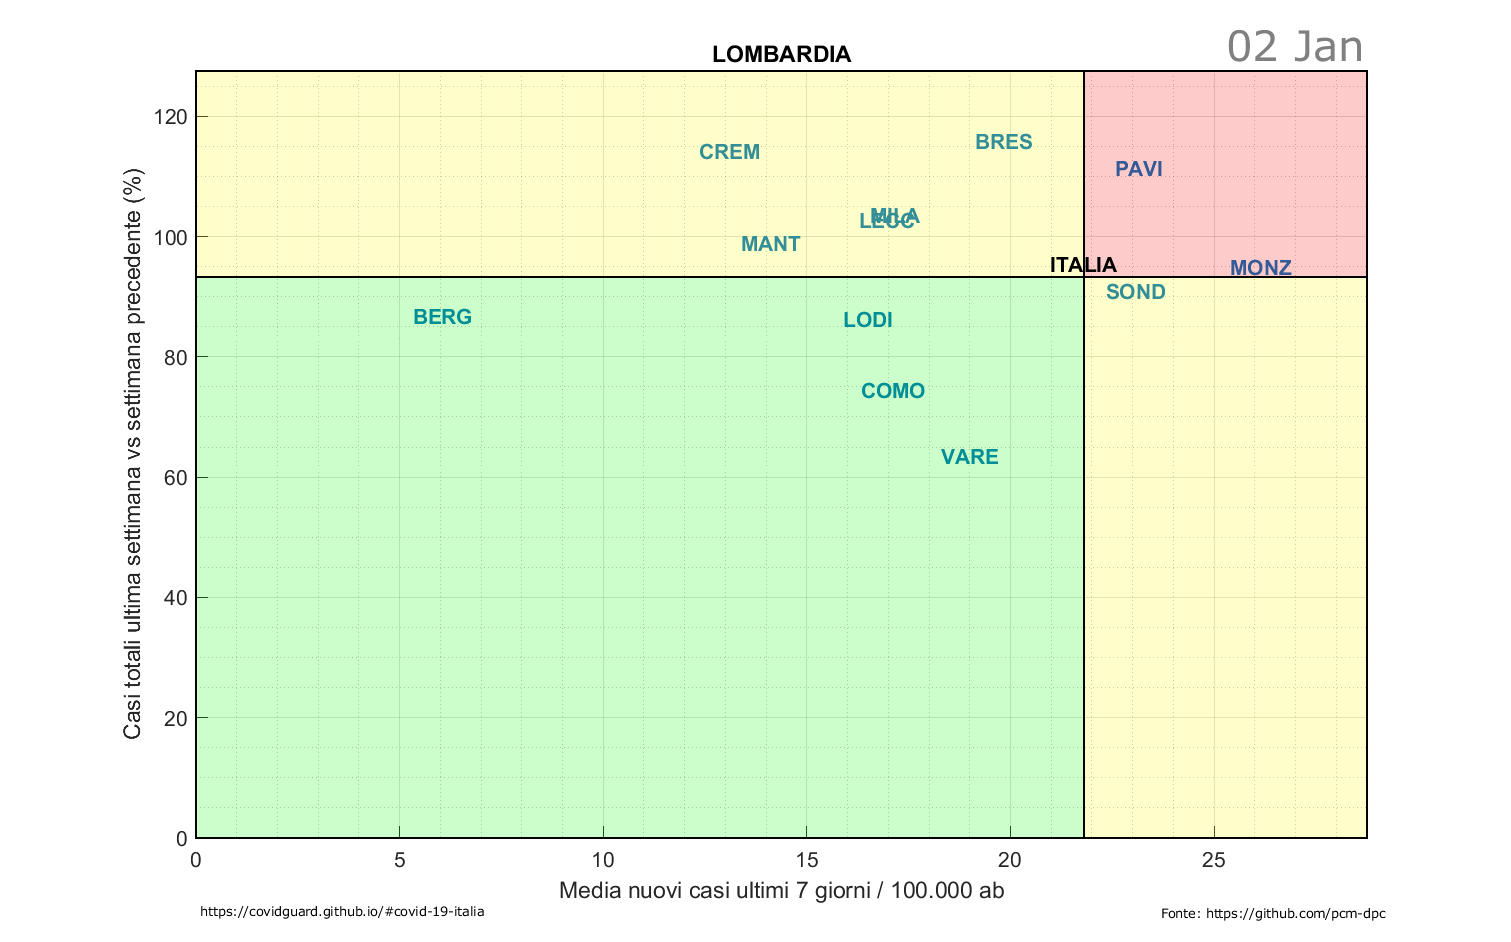 02 Jan
LOMBARDIA
Casi totali ultima settimana vs settimana precedente (%)
120
100
80
60
40
20
0
BRES
CREM
PAVI
MILA
LECC
MANT
ITALIA
MONZ
SOND
BERG
LODI
COMO
VARE
0 5 10 15 20 25
Media nuovi casi ultimi 7 giorni / 100.000 ab
https://covidguard.github.io/#covid-19-italia
Fonte: https://github.com/pcm-dpc